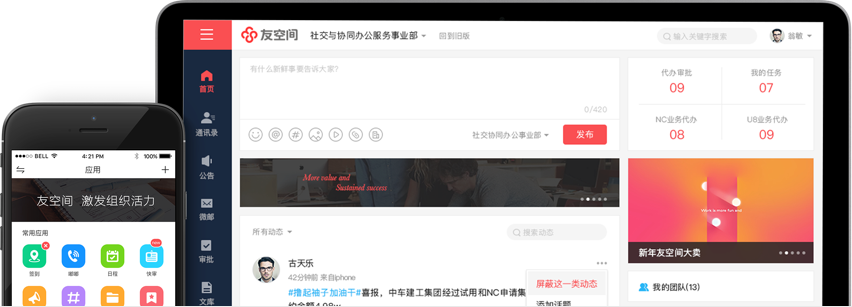 友空间
社交与协同办公服务事业部
回到旧版
输入关键字搜索
翁敏
首页
通讯录
公告
微邮
审批
文库
有什么新鲜事要告诉大家?
0/420
社交协同办公事业部
发布
代办审批
09
我的任务
07
NC业务代办
08
U8业务代办
09
More value and
Sustained success
新年友空间大卖
所有动态
搜索动态
古天乐
42分钟前 来自iphone
屏蔽这一类动态
#撸起袖子加油干#喜报，中车建工集团经过试用和NC申请集
添加话题
我的团队(13)
BELL
4:21 PM
100%
应用
友空间 激发组织活力
常用应用
签到
邮邮
日程
new
快审